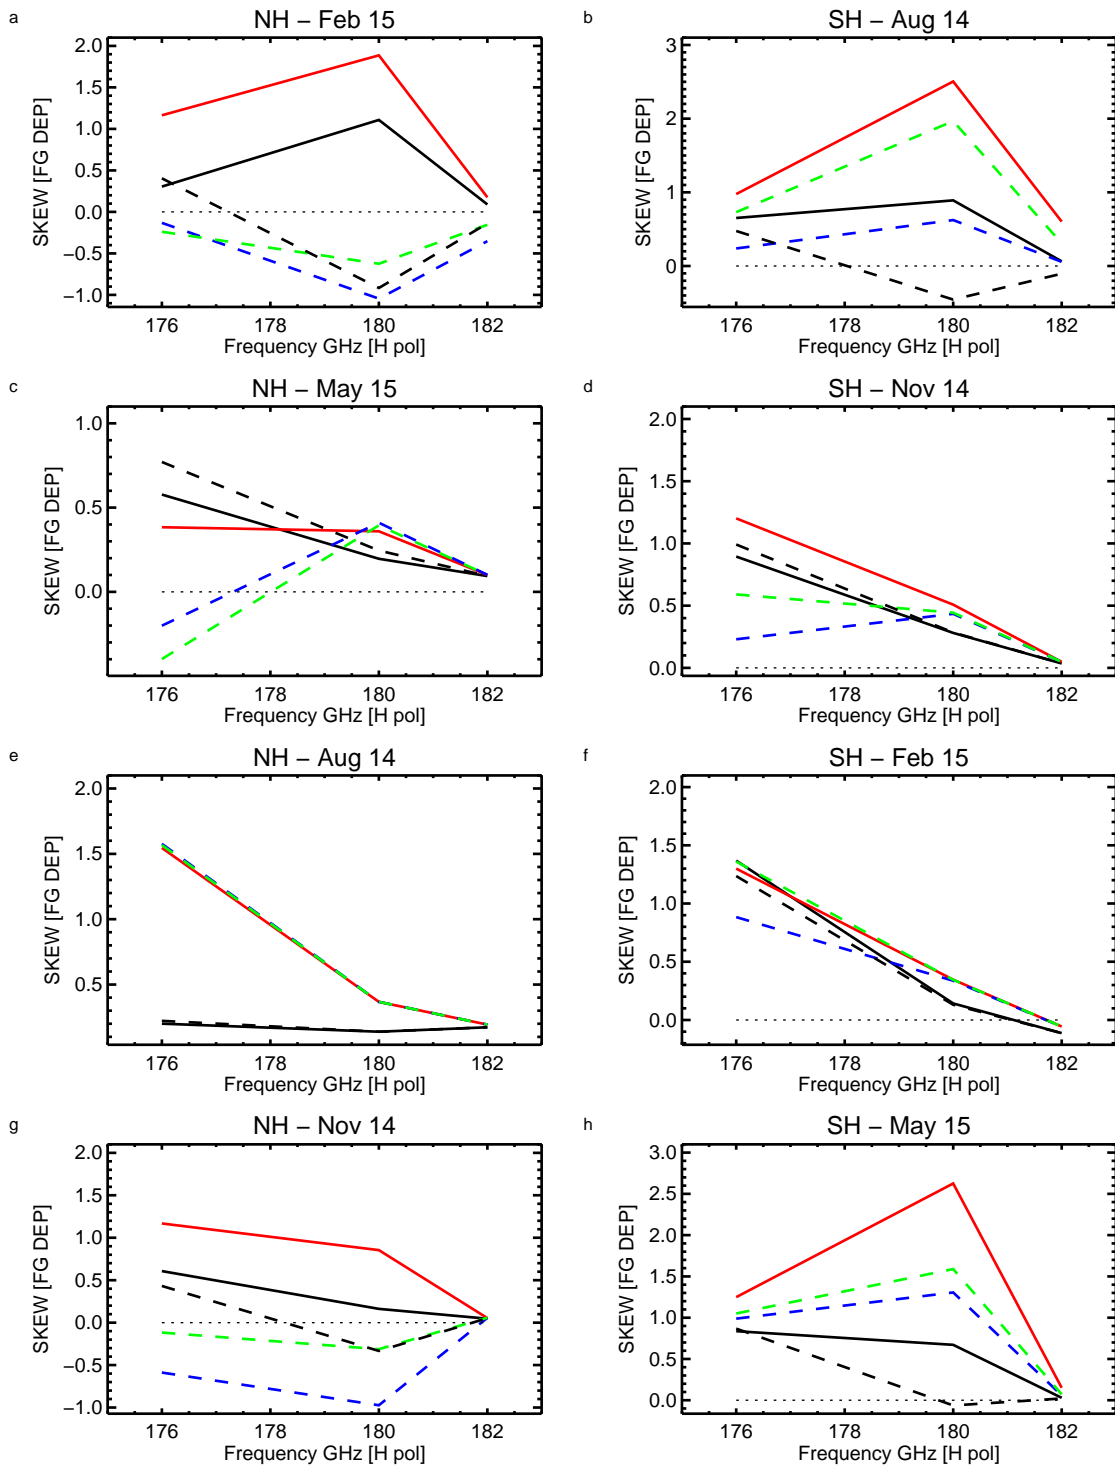 a
NH – Feb 15
2.0
1.5
1.0
0.5
0.0
–0.5
–1.0
SKEW [FG DEP]
176 178 180 182
Frequency GHz [H pol]
b
SH – Aug 14
3
2
1
0
SKEW [FG DEP]
176 178 180 182
Frequency GHz [H pol]
c
NH – May 15
1.0
0.5
0.0
SKEW [FG DEP]
176 178 180 182
Frequency GHz [H pol]
d
SH – Nov 14
2.0
1.5
1.0
0.5
0.0
SKEW [FG DEP]
176 178 180 182
Frequency GHz [H pol]
e
NH – Aug 14
2.0
1.5
1.0
0.5
SKEW [FG DEP]
176 178 180 182
Frequency GHz [H pol]
f
SH – Feb 15
2.0
1.5
1.0
0.5
0.0
SKEW [FG DEP]
176 178 180 182
Frequency GHz [H pol]
g
NH – Nov 14
2.0
1.5
1.0
0.5
0.0
–0.5
–1.0
SKEW [FG DEP]
176 178 180 182
Frequency GHz [H pol]
h
SH – May 15
3.0
2.5
2.0
1.5
1.0
0.5
0.0
SKEW [FG DEP]
176 178 180 182
Frequency GHz [H pol]